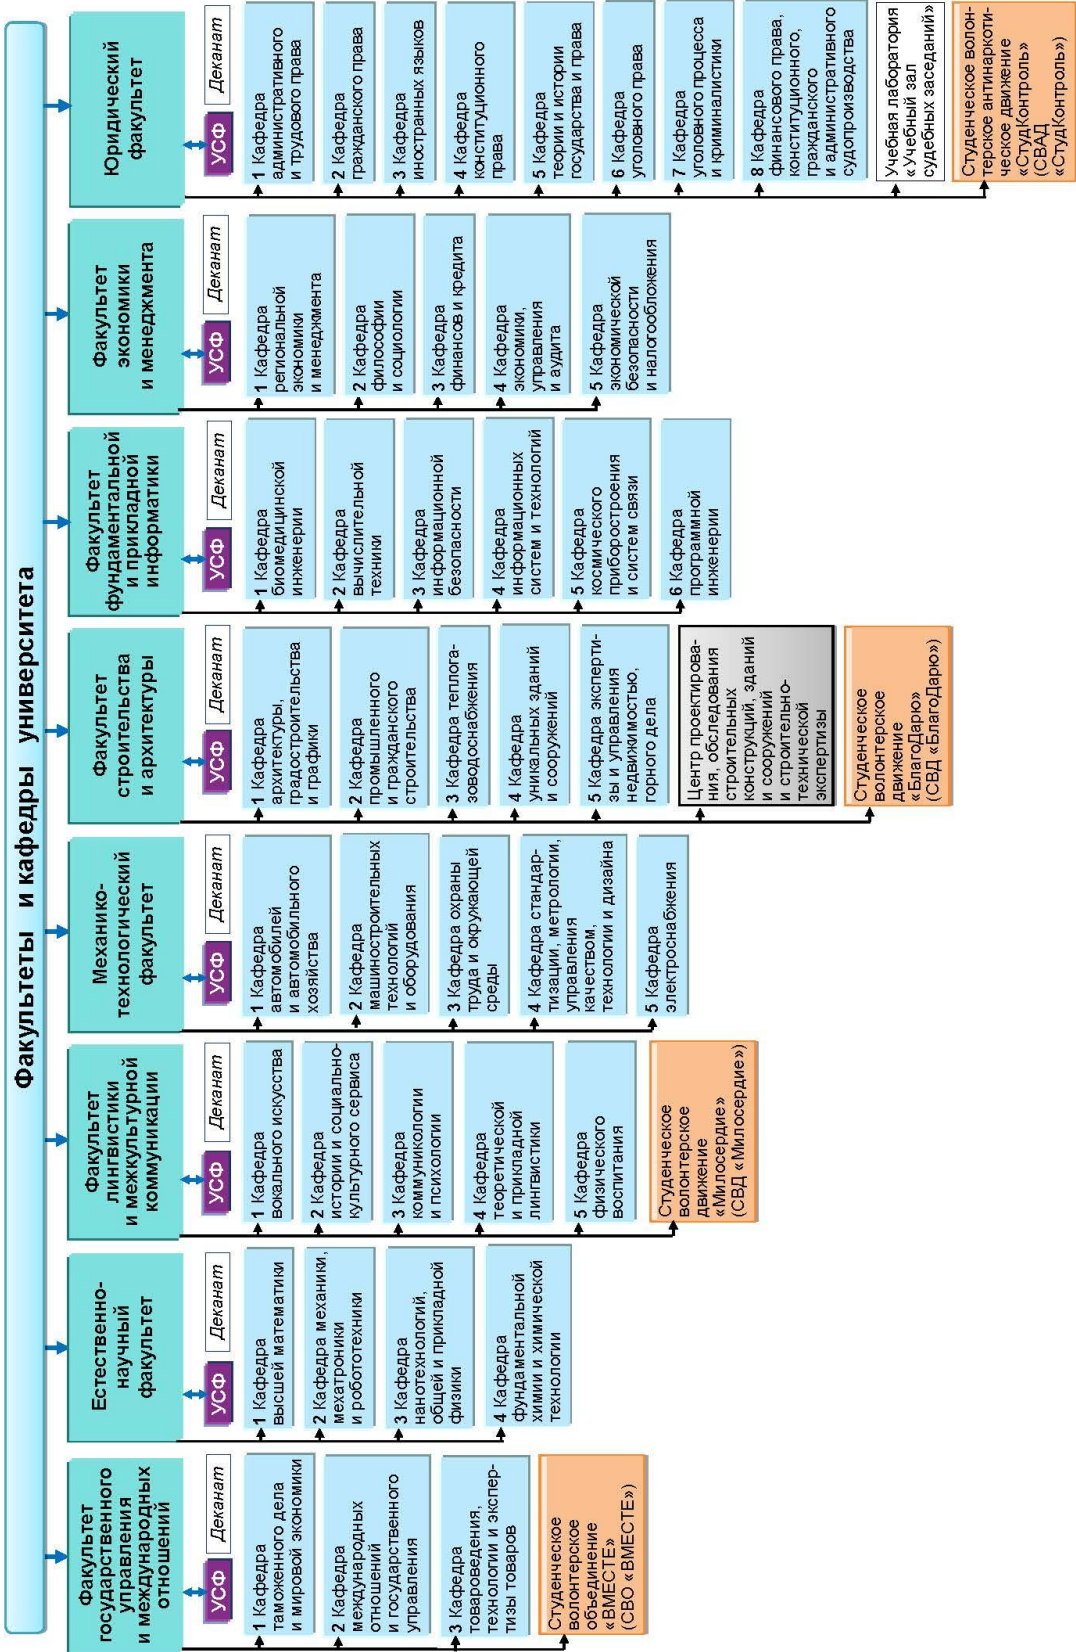 Факультеты и кафедры университета
Факультет
государственного
управления
и международных
отношений
УСФ
Деканат
1 Кафедра
таможенного дела
и мировой экономики
2 Кафедра
международных
отношений
и государственного
управления
3 Кафедра
товароведения,
технологии и экспер-
тизы товаров
Студенческое
волонтерское
объединение
«ВМЕСТЕ»
(СВО «ВМЕСТЕ»)
Естественно-
научный
факультет
УСФ
Деканат
1 Кафедра
высшей математики
2 Кафедра механики,
мехатроники
и робототехники
3 Кафедра
нанотехнологий,
общей и прикладной
физики
4 Кафедра
фундаментальной
химии и химической
технологии
Факультет
лингвистики
и межкультурной
коммуникации
УСФ
Деканат
1 Кафедра
вокального искусства
2 Кафедра
истории и социально-
культурного сервиса
3 Кафедра
коммуникологии
и психологии
4 Кафедра
теоретической
и прикладной
лингвистики
5 Кафедра
физического
воспитания
Студенческое
волонтерское
движение
«Милосердие»
(СВД « Милосердие»)
Механико-
технологический
факультет
УСФ
Деканат
1 Кафедра
автомобилей
и автомобильного
хозяйства
2 Кафедра
машиностроительных
технологий
и оборудования
3 Кафедра охраны
труда и окружающей
среды
4 Кафедра стандар-
тизации, метрологии,
управления
качеством,
технологии и дизайна
5 Кафедра
электроснабжения
Факультет
строительства
и архитектуры
УСФ
Деканат
1 Кафедра
архитектуры,
градостроительства
и графики
2 Кафедра
промышленного
и гражданского
строительства
3 Кафедра теплога-
зоводоснабжения
4 Кафедра
уникальных зданий
и сооружений
5 Кафедра эксперти-
зы и управления
недвижимостью,
горного дела
Центр проектирова-
ния, обследования
строительных
конструкций, зданий
и сооружений
и строительно-
технической
экспертизы
Студенческое
волонтерское
движение
«БлагоДарю»
(СВД «БлагоДарю»)
Факультет
фундаментальной
и прикладной
информатики
УСФ
Деканат
1 Кафедра
биомедицинской
инженерии
2 Кафедра
вычислительной
техники
3 Кафедра
информационной
безопасности
4 Кафедра
информационных
систем и технологий
5 Кафедра
космического
приборостроения
и систем связи
6 Кафедра
программной
инженерии
Факультет
экономики
и менеджмента
УСФ
Деканат
1 Кафедра
региональной
экономики
и менеджмента
2 Кафедра
философии
и социологии
3 Кафедра
финансов и кредита
4 Кафедра
экономики,
управления
и аудита
5 Кафедра
экономической
безопасности
и налогообложения
Юридический
факультет
УСФ
Деканат
1 Кафедра
административного
и трудового права
2 Кафедра
гражданского права
3 Кафедра
иностранных языков
4 Кафедра
конституционного
права
5 Кафедра
теории и истории
государства и права
6 Кафедра
уголовного права
7 Кафедра
уголовного процесса
и криминалистики
8 Кафедра
финансового права,
конституционного,
гражданского
и административного
судопроизводства
Учебная лаборатория
«Учебный зал
судебных заседаний»
Студенческое волон-
терское антинаркоти-
ческое движение
«СтудКонтроль»
(СВАД
«СтудКонтроль»)